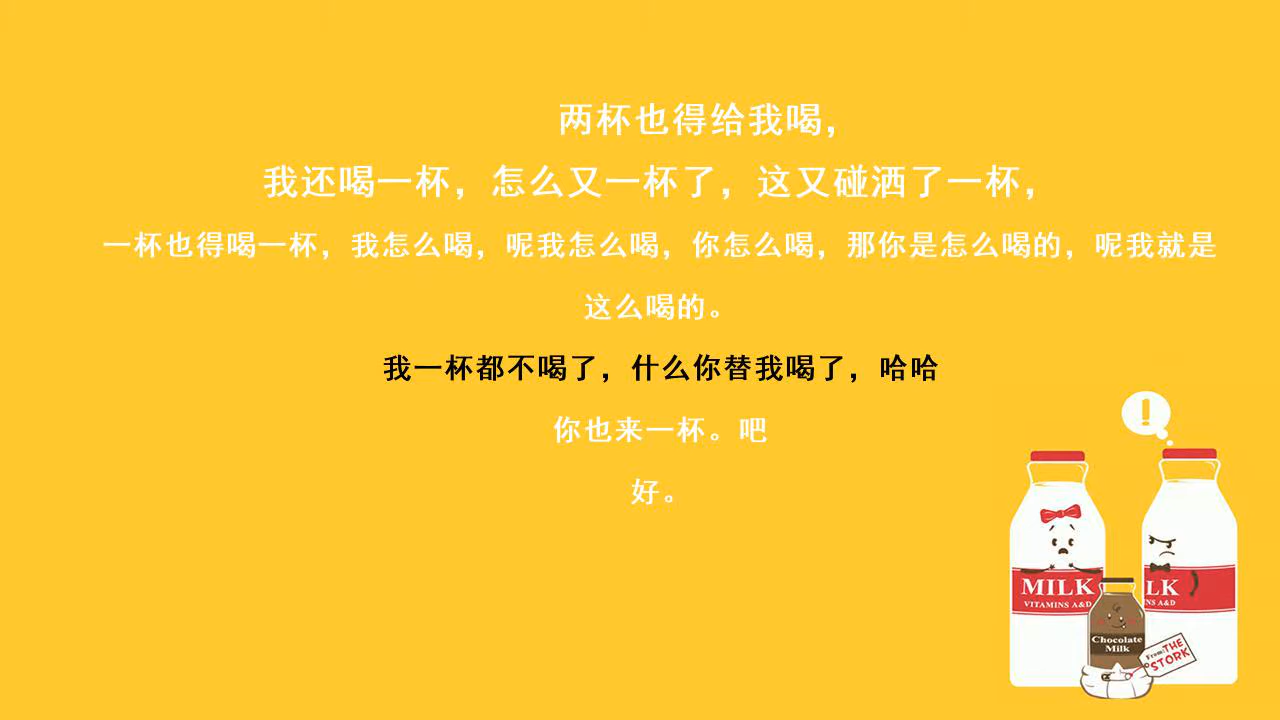 两杯也得给我喝，
我还喝一杯，怎么又一杯了，这又碰洒了一杯，
一杯也得喝一杯，我怎么喝，呢我怎么喝，你怎么喝，那你是怎么喝的，呢我就是
这么喝的。
我一杯都不喝了，什么你替我喝了，哈哈
你也来一杯。吧
好。
!
MILK
VITAMINS A&D
LK
NS A&D
Chocolate
Milk
From: THE
STORK